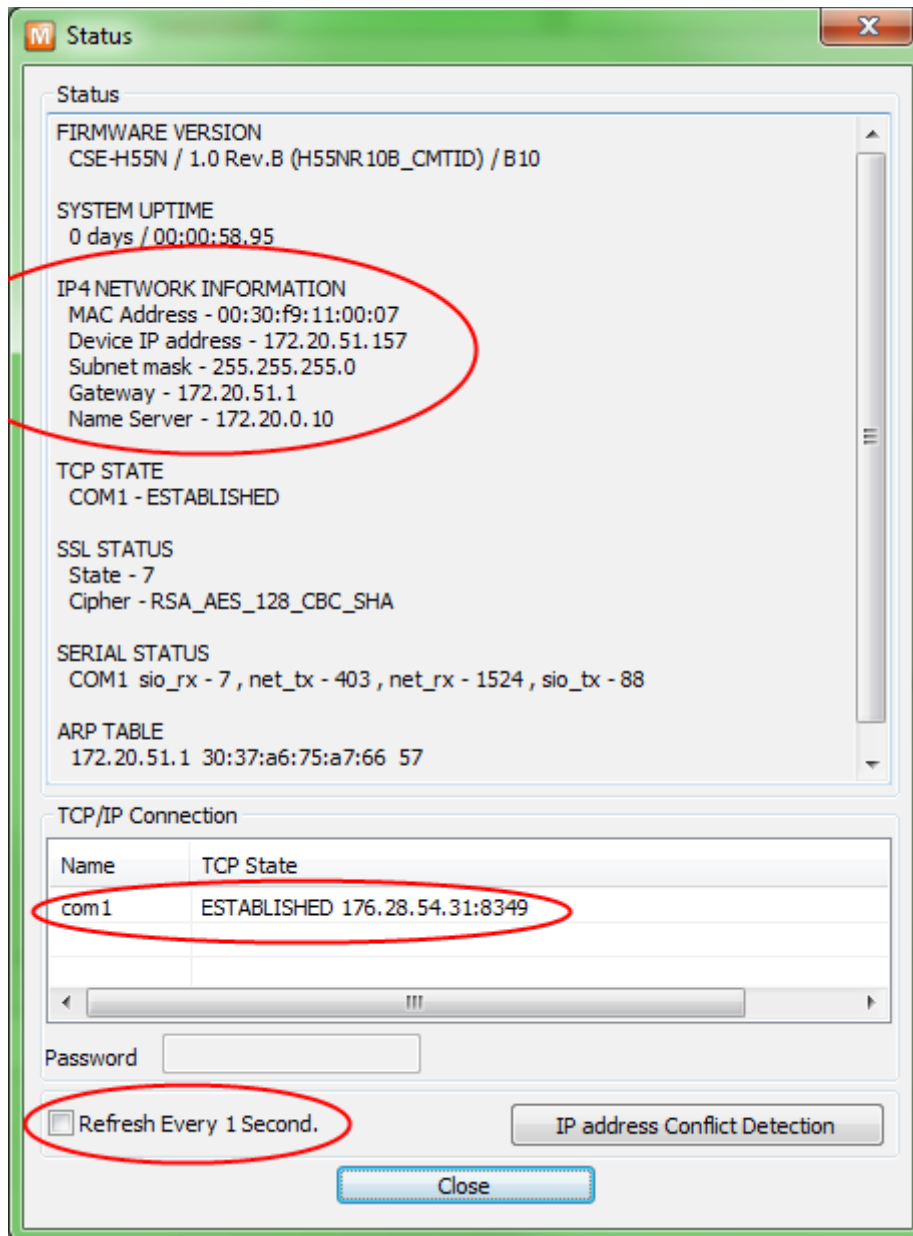 M Status
Status
FIRMWARE VERSION
CSE-H55N / 1.0 Rev.B (H55NR10B_CMTID) / B10
SYSTEM UPTIME
0 days / 00:00:58.95
IP4 NETWORK INFORMATION
MAC Address - 00:30:f9:11:00:07
Device IP address - 172.20.51.157
Subnet mask - 255.255.255.0
Gateway - 172.20.51.1
Name Server - 172.20.0.10
TCP STATE
COM1 - ESTABLISHED
SSL STATUS
State - 7
Cipher - RSA_AES_128_CBC_SHA
SERIAL STATUS
COM1 sio_rx - 7 , net_tx - 403 , net_rx - 1524 , sio_tx - 88
ARP TABLE
172.20.51.1 30:37:a6:75:a7:66 57
TCP/IP Connection
Name TCP State
com1 ESTABLISHED 176.28.54.31:8349
Password
Refresh Every 1 Second. IP address Conflict Detection
Close